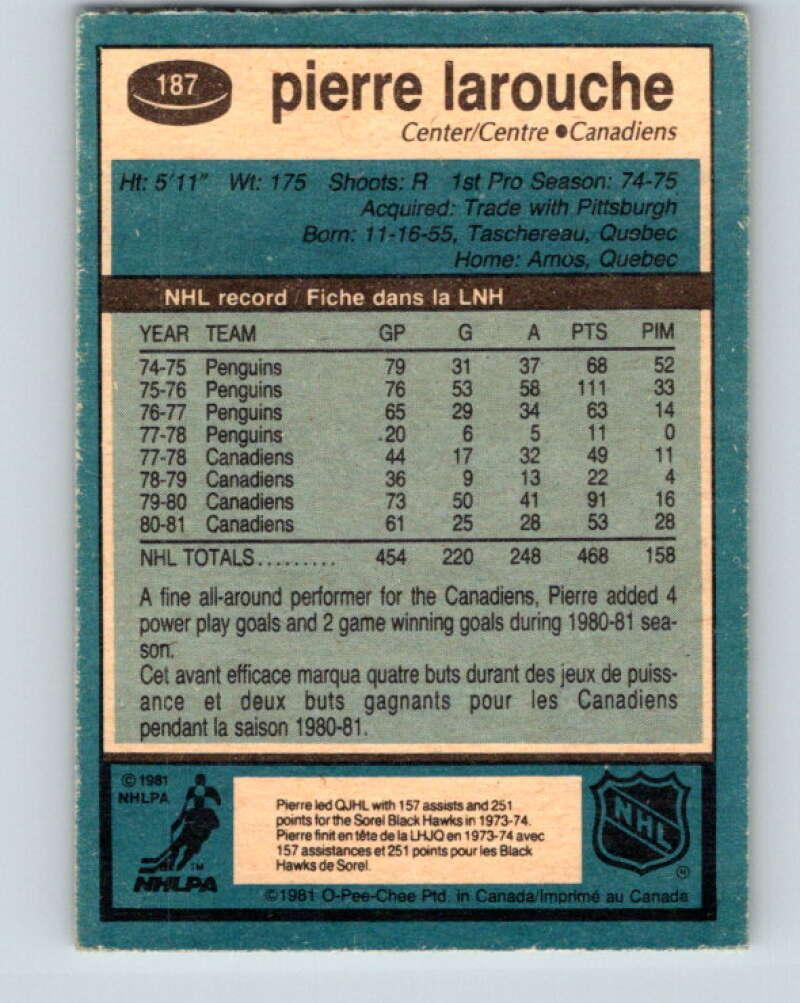 187
pierre larouche
Center/Centre ●Canadiens
Ht: 5'11" Wt: 175 Shoots: R 1st Pro Season: 74-75
Acquired: Trade with Pittsburgh
Born: 11-16-55, Taschereau, Quebec
Home: Amos, Quebec
NHL record / Fiche dans la LNH
YEAR TEAM GP G A PTS PIM
74-75 Penguins 79 31 37 68 52
75-76 Penguins 76 53 58 111 33
76-77 Penguins 65 29 34 63 14
77-78 Penguins 20 6 5 11 0
77-78 Canadiens 44 17 32 49 11
78-79 Canadiens 36 9 13 22 4
79-80 Canadiens 73 50 41 91 16
80-81 Canadiens 61 25 28 53 28
NHL TOTALS......... 454 220 248 468 158
A fine all-around performer for the Canadiens, Pierre added 4
power play goals and 2 game winning goals during 1980-81 sea-
son.
Cet avant efficace marqua quatre buts durant des jeux de puiss-
ance et deux buts gagnants pour les Canadiens
pendant la saison 1980-81.
© 1981
NHLPA
TM
NHLPA
Pierre led QJHL with 157 assists and 251
points for the Sorel Black Hawks in 1973-74.
Pierre finit en tête de la LHJQ en 1973-74 avec
157 assistances et 251 points pour les Black
Hawks de Sorel.
NHL
®
©1981 O-Pee-Chee Ptd. in Canada/Imprimé au Canada